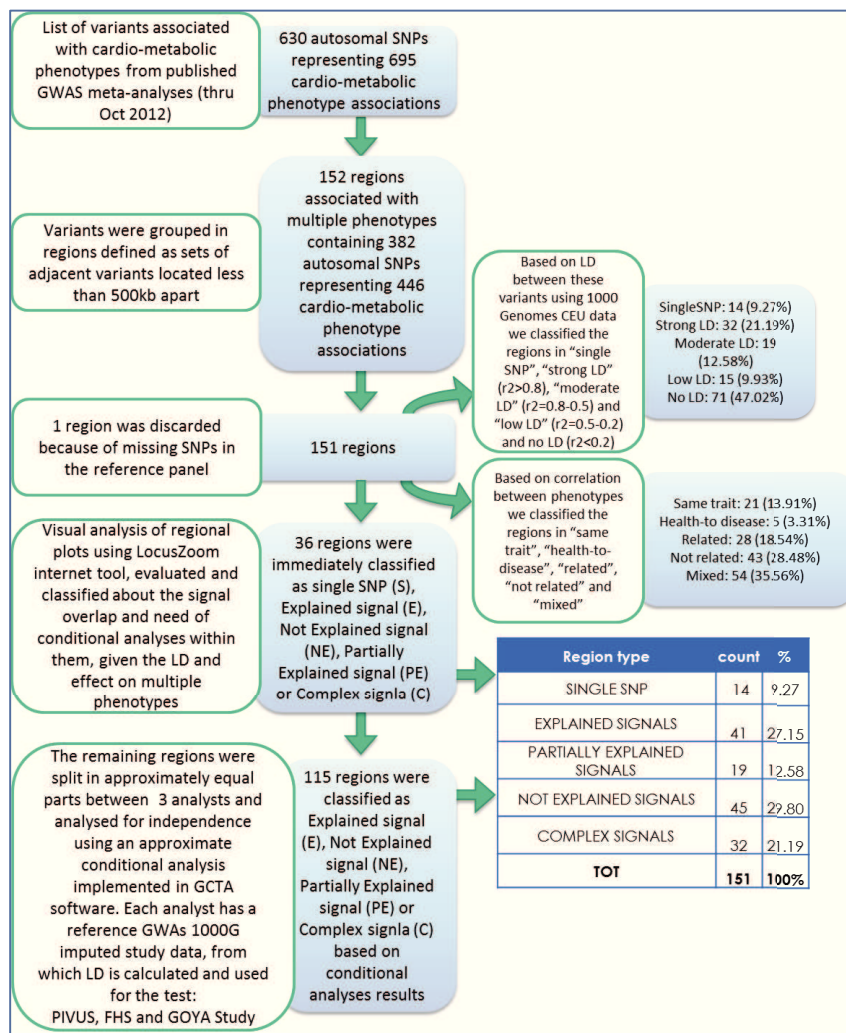 List of variants associated
with cardio-metabolic
phenotypes from published
GWAS meta-analyses (thru
Oct 2012)
630 autosomal SNPs
representing 695
cardio-metabolic
phenotype associations
152 regions
associated with
multiple phenotypes
containing 382
autosomal SNPs
representing 446
cardio-metabolic
phenotype
associations
Variants were grouped in
regions defined as sets of
adjacent variants located less
than 500kb apart
Based on LD
between these
variants using 1000
Genomes CEU data
we classified the
regions in “single
SNP”, “strong LD”
(r2>0.8), “moderate
LD” (r2=0.8-0.5) and
“low LD” (r2=0.5-0.2)
and no LD (r2<0.2)
SingleSNP: 14 (9.27%)
Strong LD: 32 (21.19%)
Moderate LD: 19
(12.58%)
Low LD: 15 (9.93%)
No LD: 71 (47.02%)
1 region was discarded
because of missing SNPs in
the reference panel
151 regions
Based on correlation
between phenotypes
we classified the
regions in “same
trait”, “health-to-
disease”, “related”,
“not related” and
“mixed”
Same trait: 21 (13.91%)
Health-to disease: 5 (3.31%)
Related: 28 (18.54%)
Not related: 43 (28.48%)
Mixed: 54 (35.56%)
Visual analysis of regional
plots using LocusZoom
internet tool, evaluated and
classified about the signal
overlap and need of
conditional analyses within
them, given the LD and
effect on multiple
phenotypes
36 regions were
immediately classified
as single SNP (S),
Explained signal (E),
Not Explained signal
(NE), Partially
Explained signal (PE)
or Complex signla (C)
Region type count %
SINGLE SNP 14 9.27
EXPLAINED SIGNALS 41 27.15
PARTIALLY EXPLAINED
SIGNALS 19 12.58
NOT EXPLAINED SIGNALS 45 29.80
COMPLEX SIGNALS 32 21.19
TOT 151 100%
The remaining regions were
split in approximately equal
parts between 3 analysts and
analysed for independence
using an approximate
conditional analysis
implemented in GCTA
software. Each analyst has a
reference GWAs 1000G
imputed study data, from
which LD is calculated and used
for the test:
PIVUS, FHS and GOYA Study
115 regions were
classified as
Explained signal
(E), Not Explained
signal (NE),
Partially Explained
signal (PE) or
Complex signla (C)
based on
conditional
analyses results